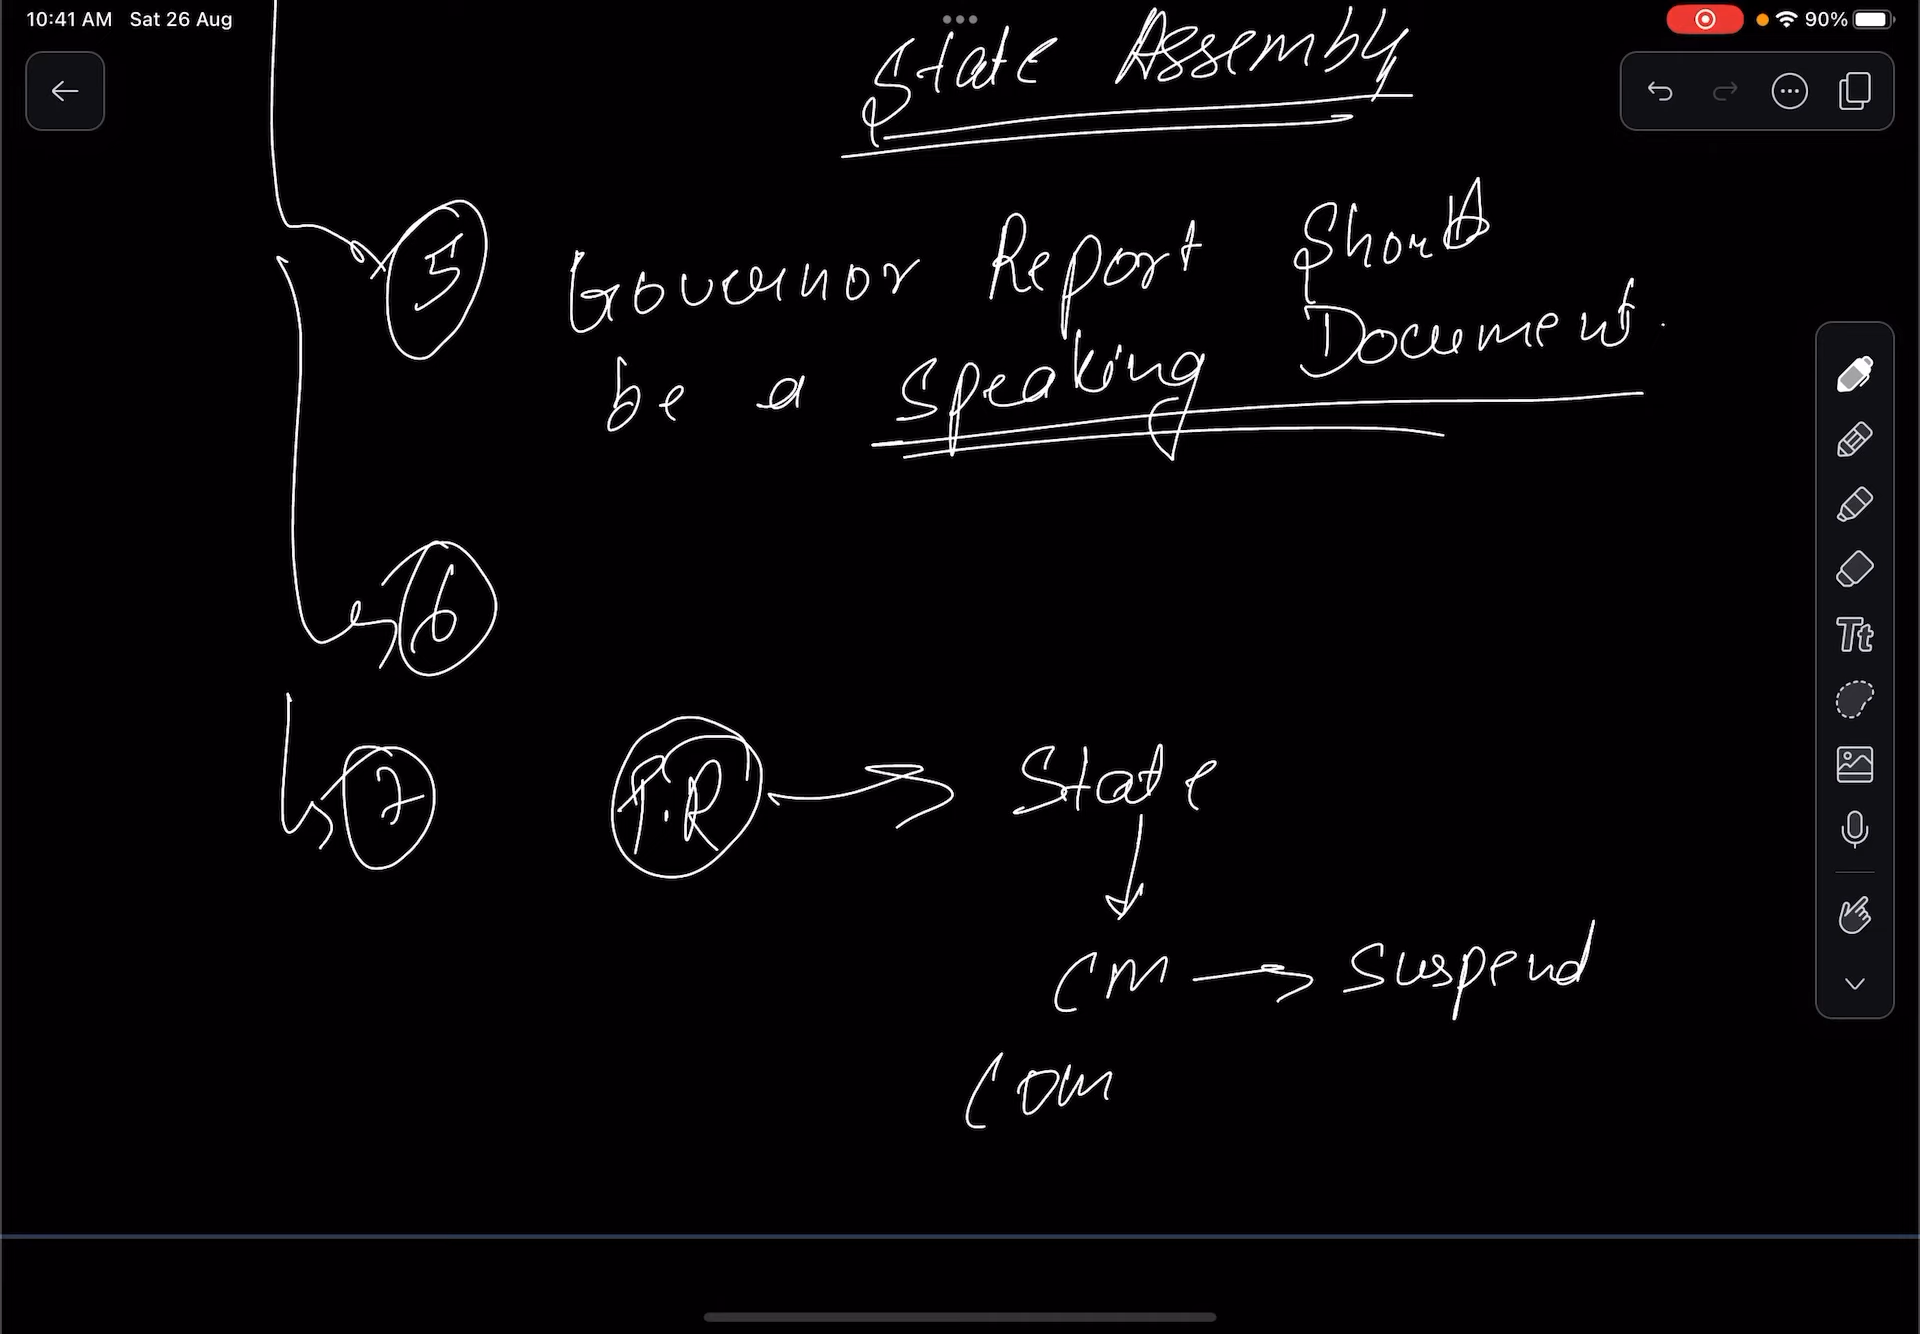 10:41 AM Sat 26 Aug
90%
State Assembly
5 Governor Report Should
be a Speaking Document.
6
7 P.R → State
CM → Suspend
Com
Tt